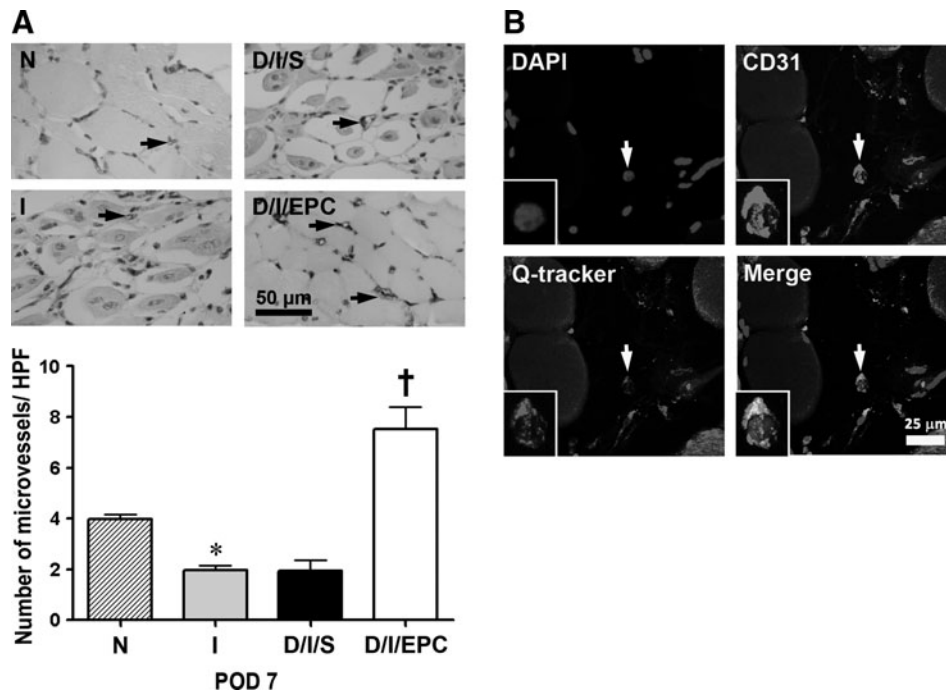 A
N
D/I/S
I
D/I/EPC
50 µm
Number of microvessels/ HPF
10
8
6
4
2
0
*
†
N
I
D/I/S
D/I/EPC
POD 7
B
DAPI
CD31
Q-tracker
Merge
25 µm